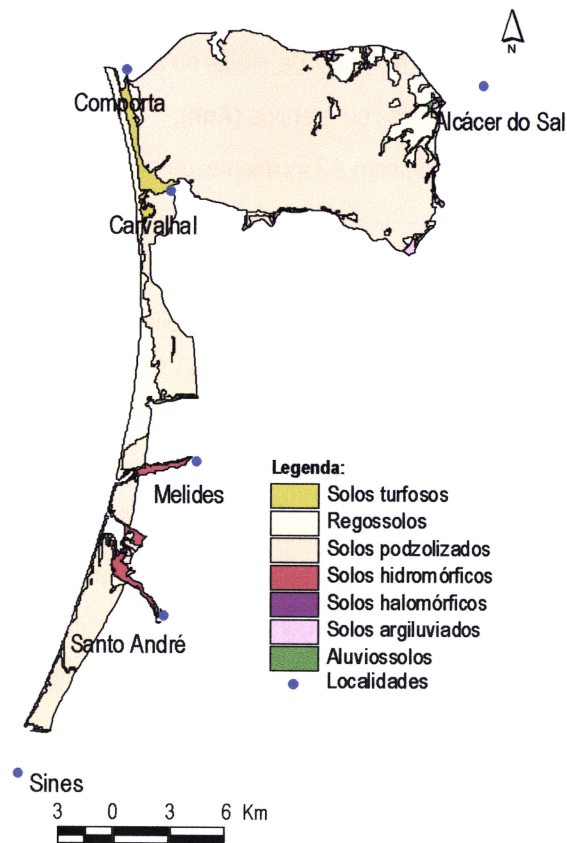 N
Comporta
Alcácer do Sal
Carvalhal
Melides
Santo André
Sines
Legenda:
Solos turfosos
Regossolos
Solos podzolizados
Solos hidromórficos
Solos halomórficos
Solos argiluviados
Aluviossolos
Localidades
3 0 3 6 Km